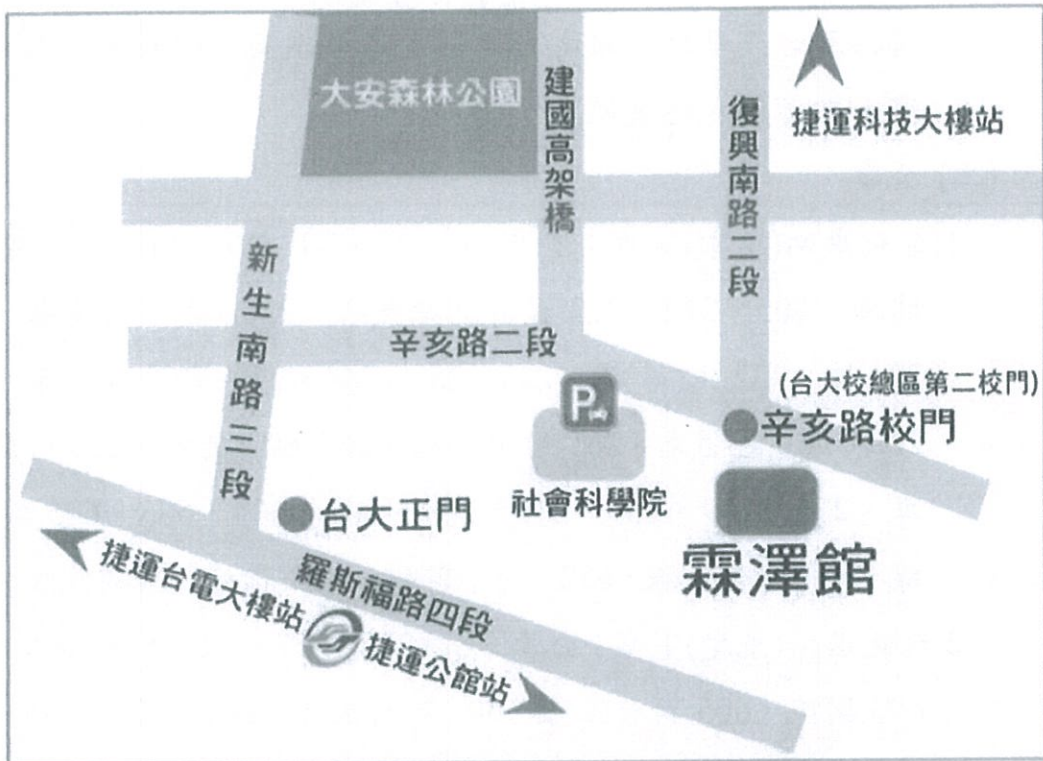 大安森林公園
建國高架橋
復興南路二段
捷運科技大樓站
新生南路三段
辛亥路二段
(台大校總區第二校門)
辛亥路校門
P
台大正門
社會科學院
霖澤館
羅斯福路四段
捷運台電大樓站
捷運公館站